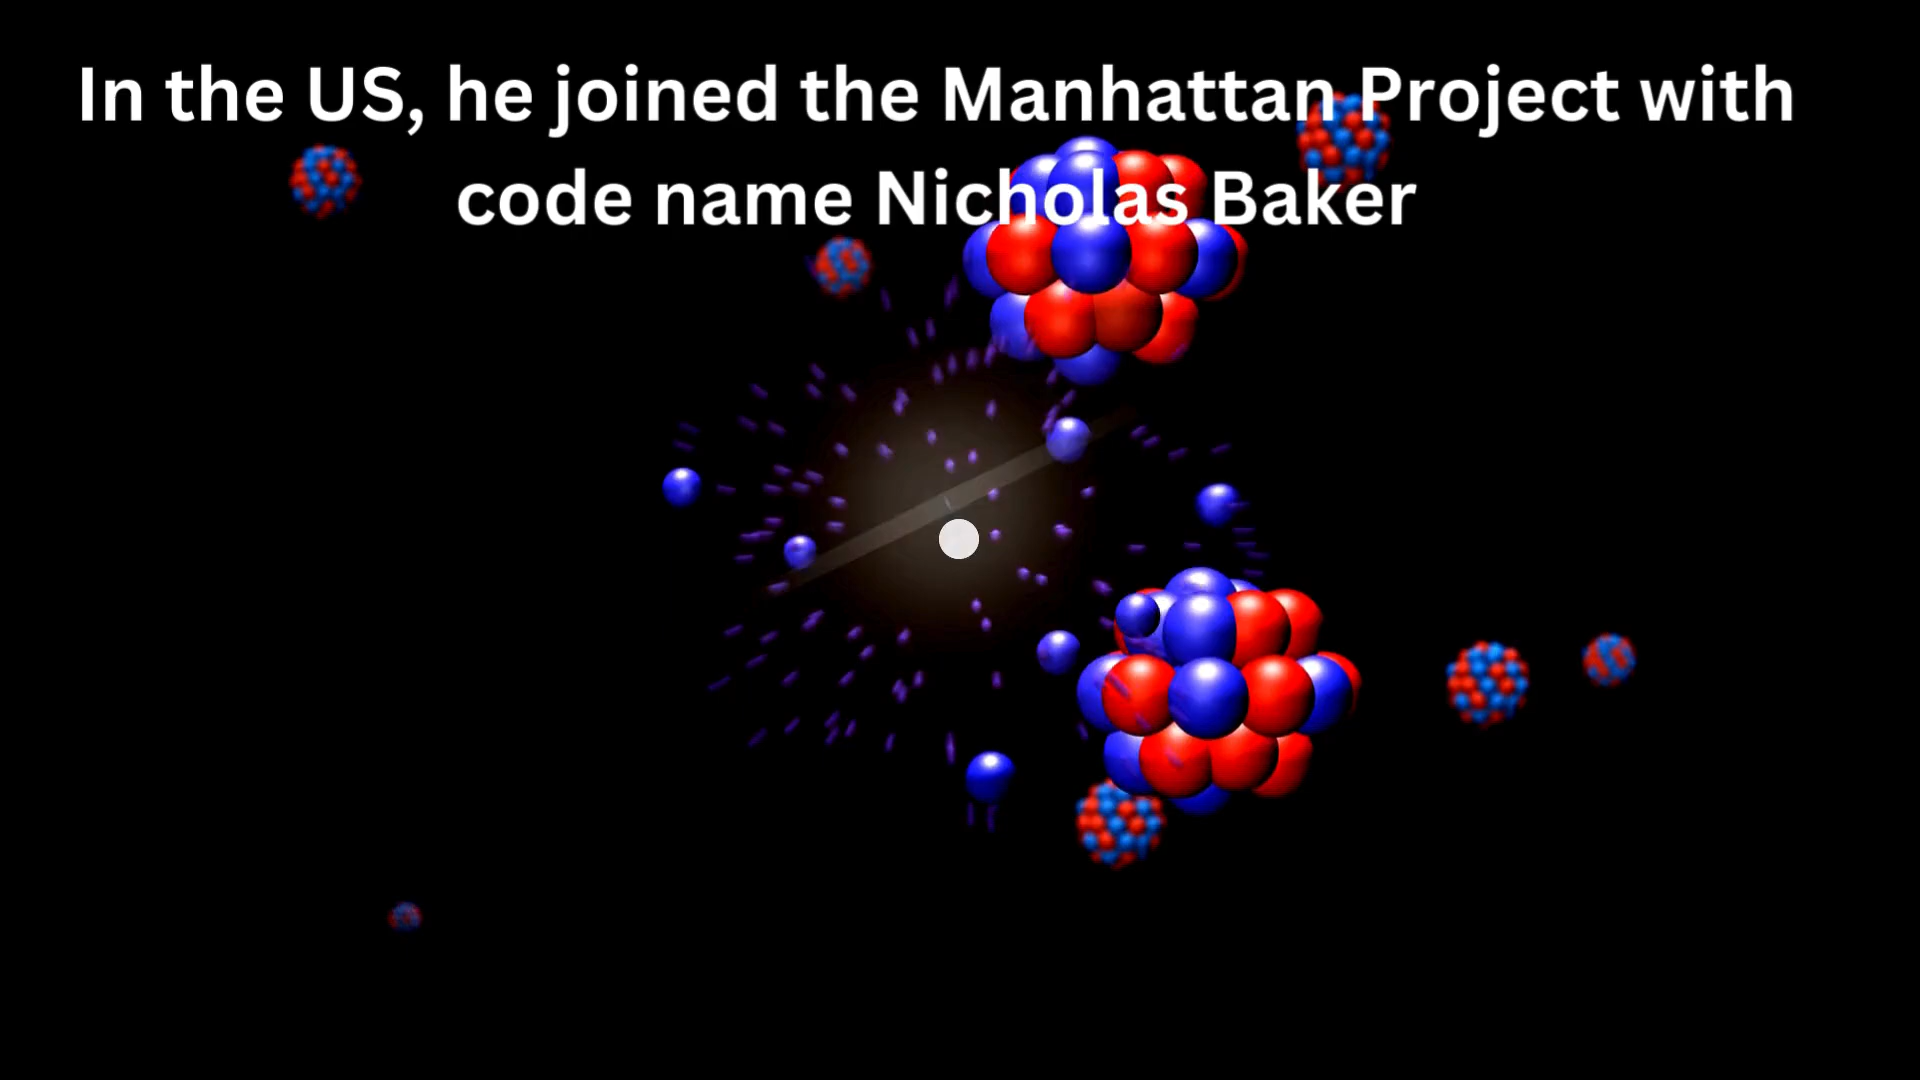 In the US, he joined the Manhattan Project with
code name Nicholas Baker